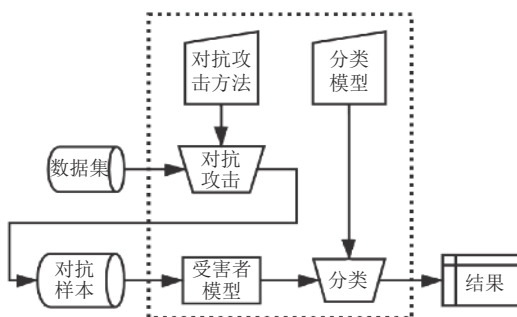 对抗攻
击方法
分类
模型
数据集
对抗
攻击
对抗
样本
受害者
模型
分类
结果